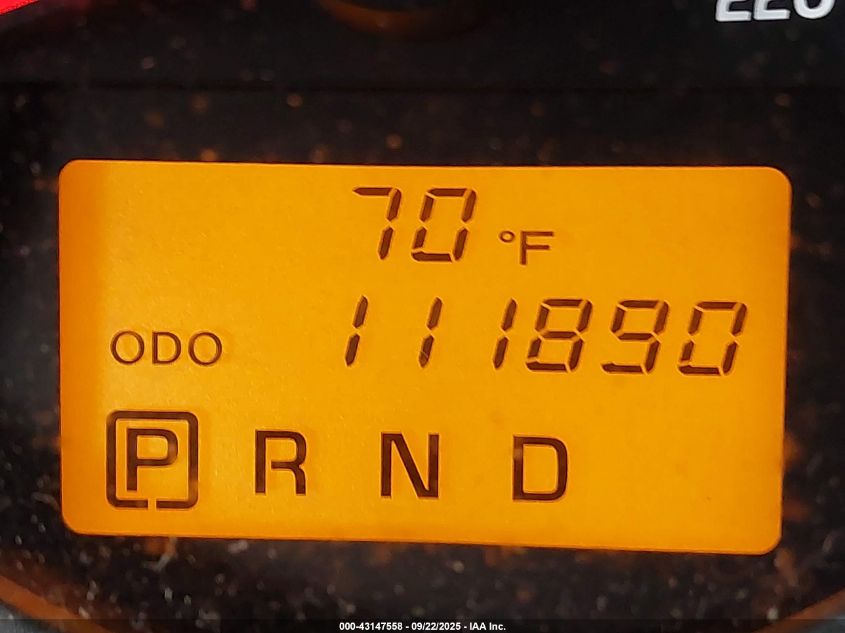 220
70 °F
ODO 111890
P R N D
000-43147558 - 09/22/2025 - IAA Inc.